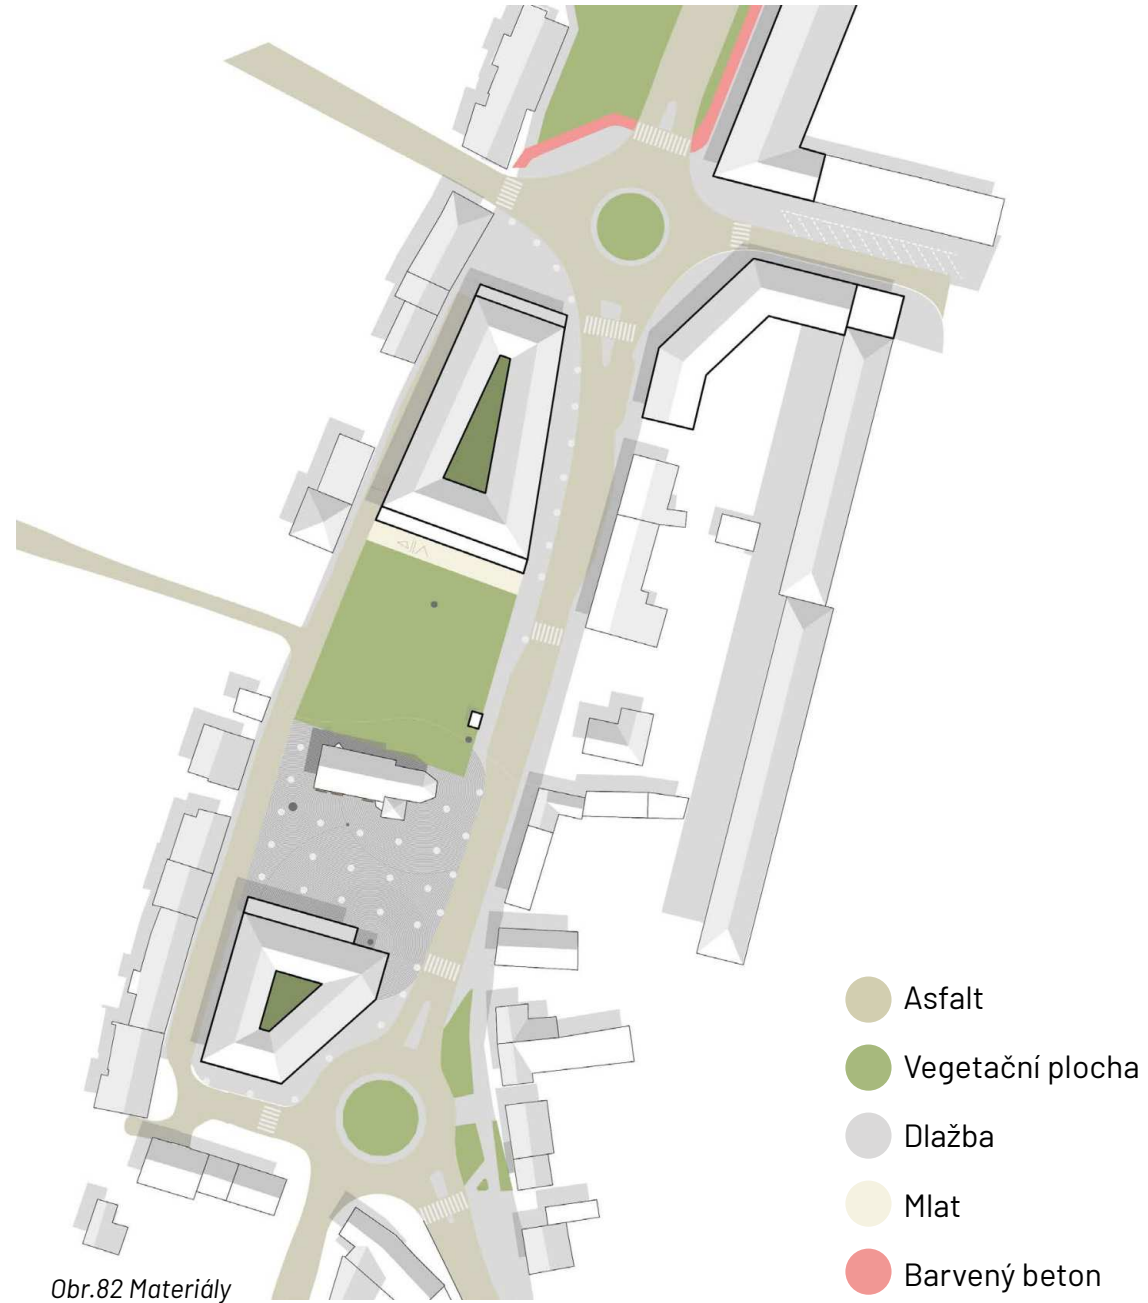 Asfalt
Vegetační plocha
Dlažba
Mlat
Barvený beton
Obr.82 Materiály